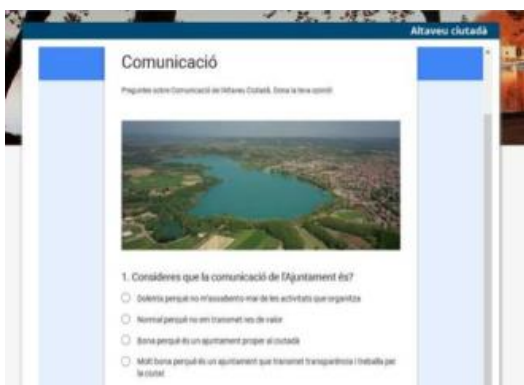 Altaveu ciutadà
Comunicació
Preguntes sobre Comunicació de l'Altaveu Ciutadà. Dona la teva opinió!
1. Consideres que la comunicació de l'Ajuntament és?
Dolenta perquè no m'assabento mai de les activitats que organitza
Normal perquè no em transmet res de valor
Bona perquè és un ajuntament proper al ciutadà
Molt bona perquè és un ajuntament que transmet transparència i treballa per
la ciutat